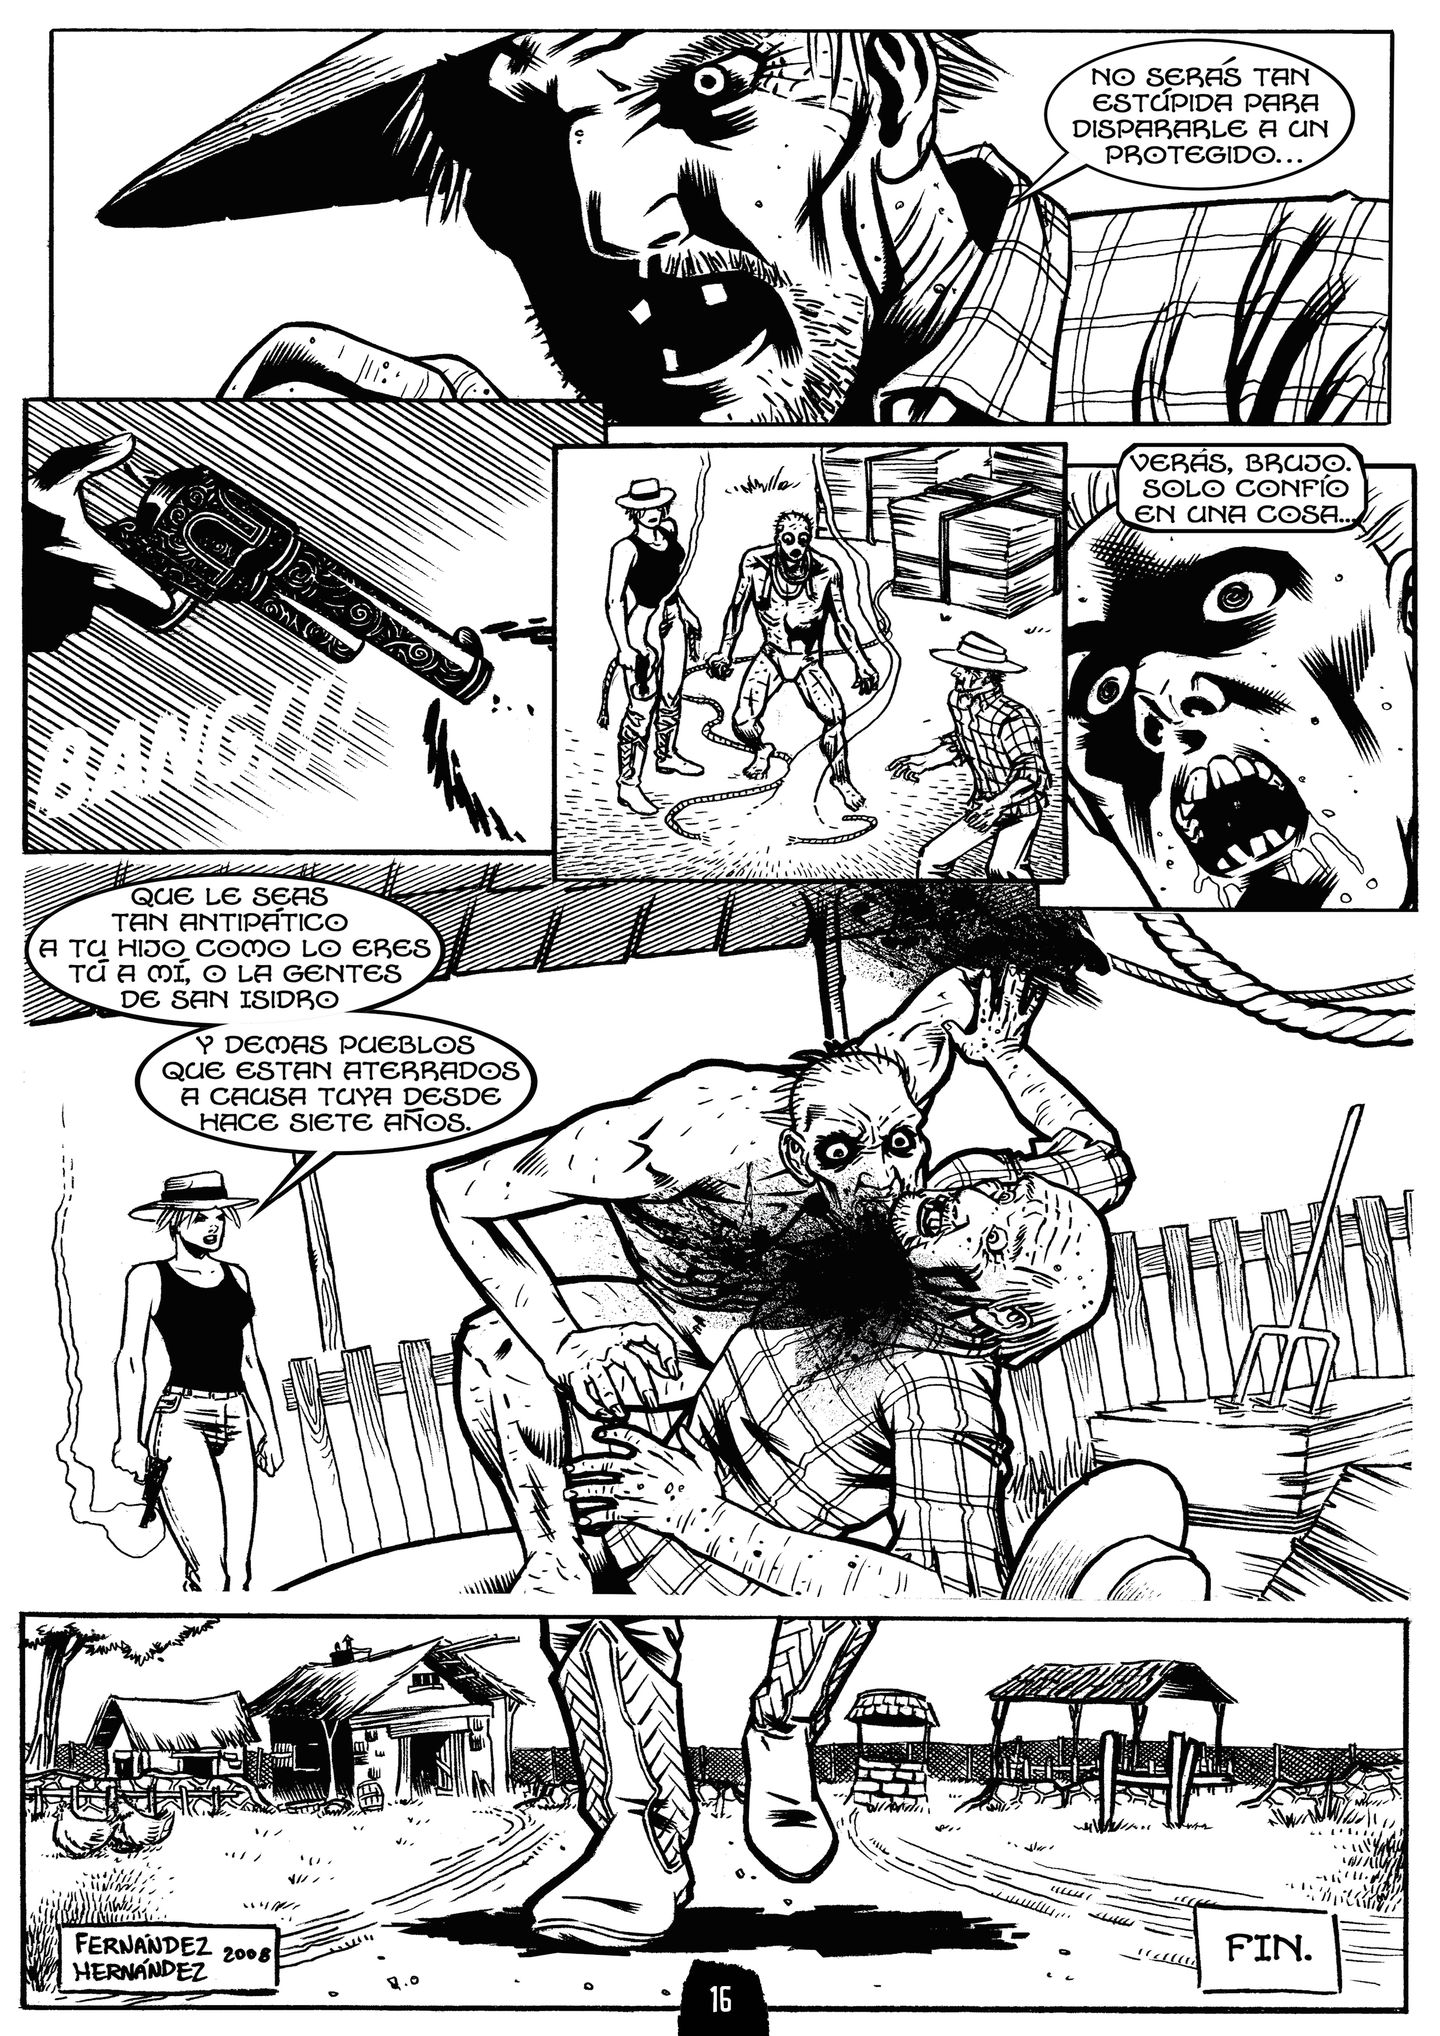 NO SERÁS TAN
ESTÚPIDA PARA
DISPARARLE A UN
PROTEGIDO...
BANG!!!
VERÁS, BRUJO.
SOLO CONFÍO
EN UNA COSA...
QUE LE SEAS
TAN ANTIPÁTICO
A TU HIJO COMO LO ERES
TÚ A MÍ, O LA GENTES
DE SAN ISIDRO
Y DEMAS PUEBLOS
QUE ESTAN ATERRADOS
A CAUSA TUYA DESDE
HACE SIETE AÑOS.
FERNÁNDEZ 2008
HERNÁNDEZ
FIN.
16